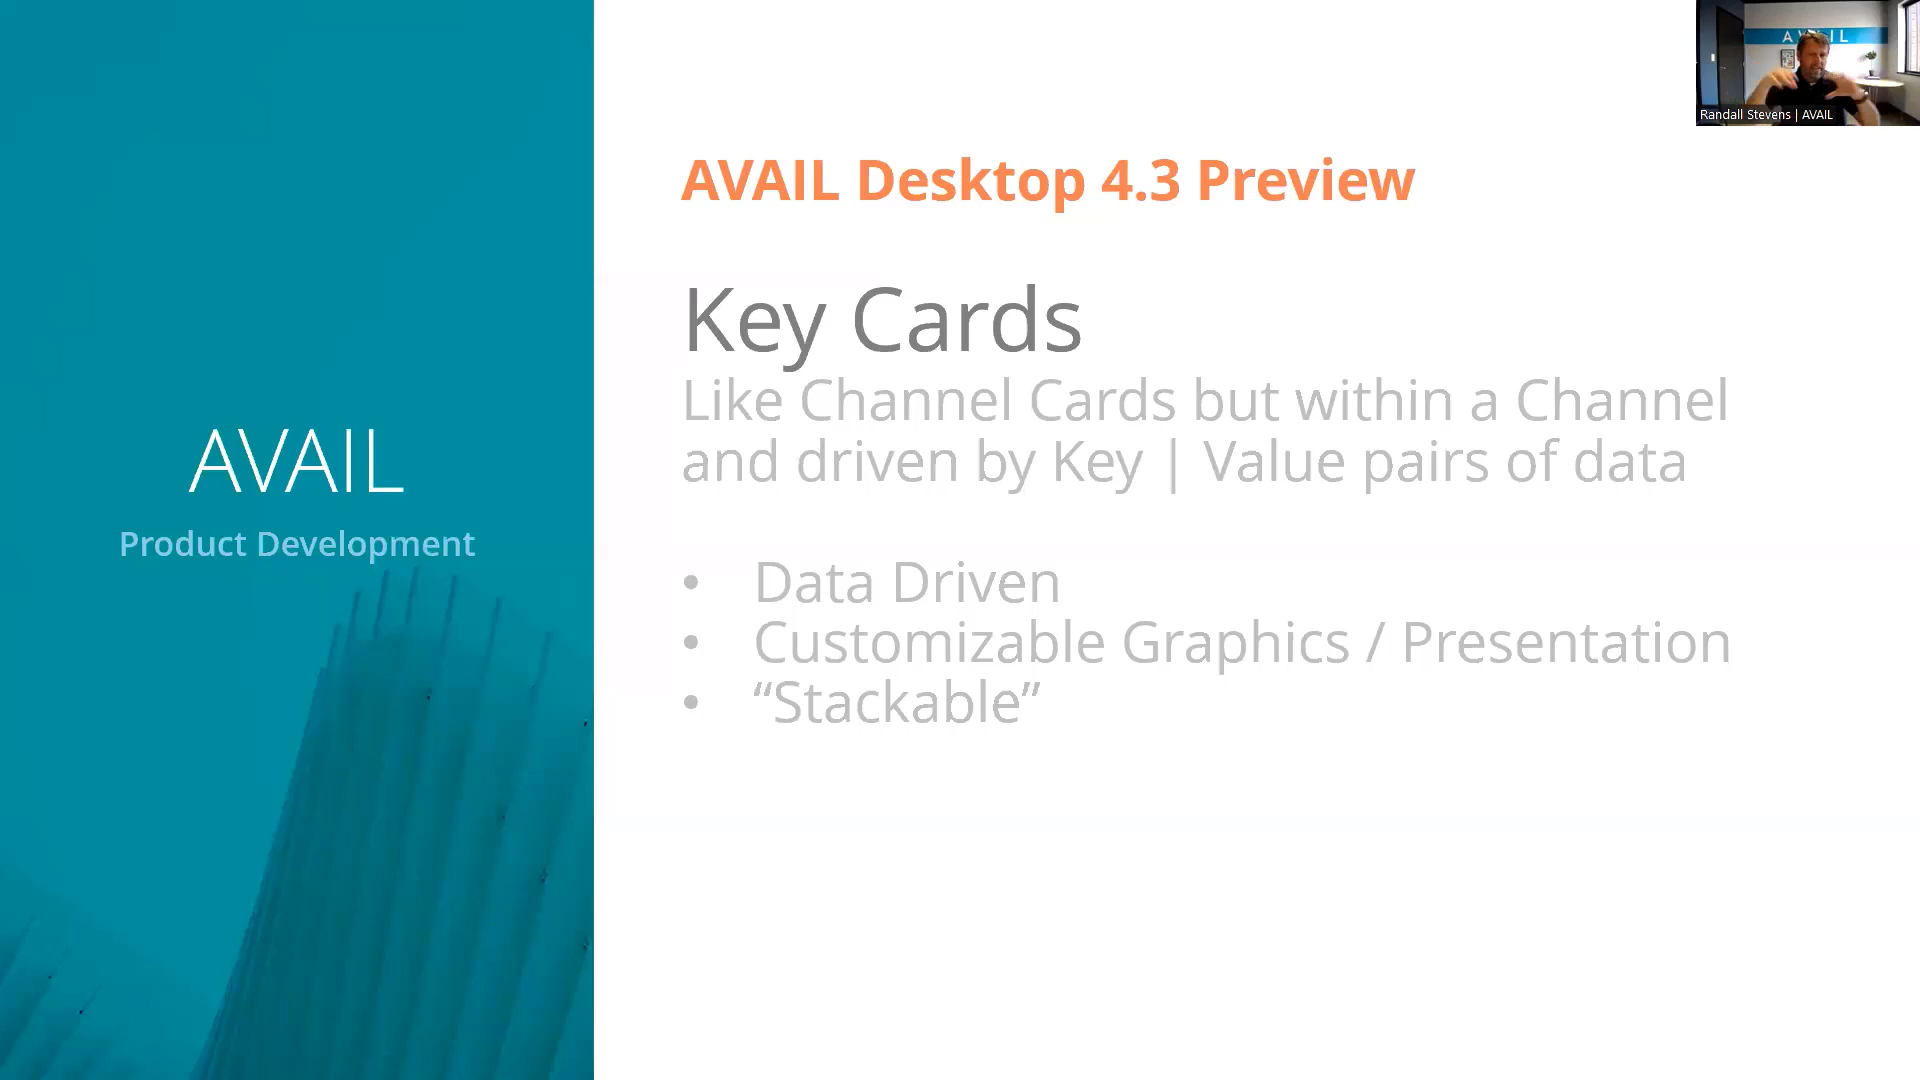 AVAIL
Product Development
AVAIL Desktop 4.3 Preview
Key Cards
Like Channel Cards but within a Channel
and driven by Key | Value pairs of data
• Data Driven
• Customizable Graphics / Presentation
• “Stackable”
Randall Stevens | AVAIL